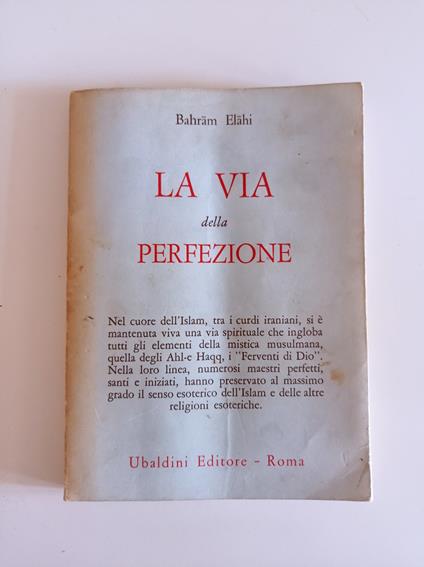 Bahrām Elāhi
LA VIA
della
PERFEZIONE
Nel cuore dell'Islam, tra i curdi iraniani, si è
mantenuta viva una via spirituale che ingloba
tutti gli elementi della mistica musulmana,
quella degli Ahl-e Haqq, i "Ferventi di Dio".
Nella loro linea, numerosi maestri perfetti,
santi e iniziati, hanno preservato al massimo
grado il senso esoterico dell'Islam e delle altre
religioni esoteriche.
Ubaldini Editore - Roma